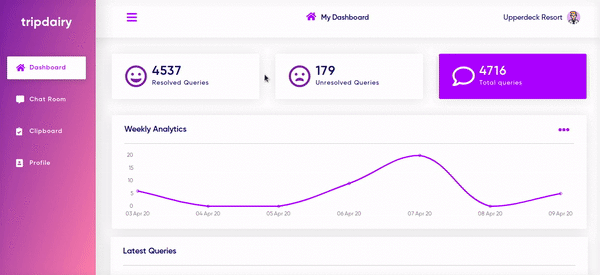 tripdairy
My Dashboard
Upperdeck Resort
Dashboard
Chat Room
Clipboard
Profile
4537
Resolved Queries
179
Unresolved Queries
4716
Total queries
Weekly Analytics
20
15
10
5
0
03 Apr 20 04 Apr 20 05 Apr 20 06 Apr 20 07 Apr 20 08 Apr 20 09 Apr 20
Latest Queries